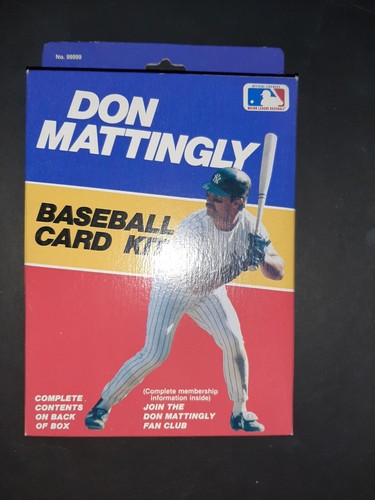 No. 99999
DON
MATTINGLY
BASEBALL
CARD KIT
COMPLETE
CONTENTS
ON BACK
OF BOX
(Complete membership
information inside)
JOIN THE
DON MATTINGLY
FAN CLUB